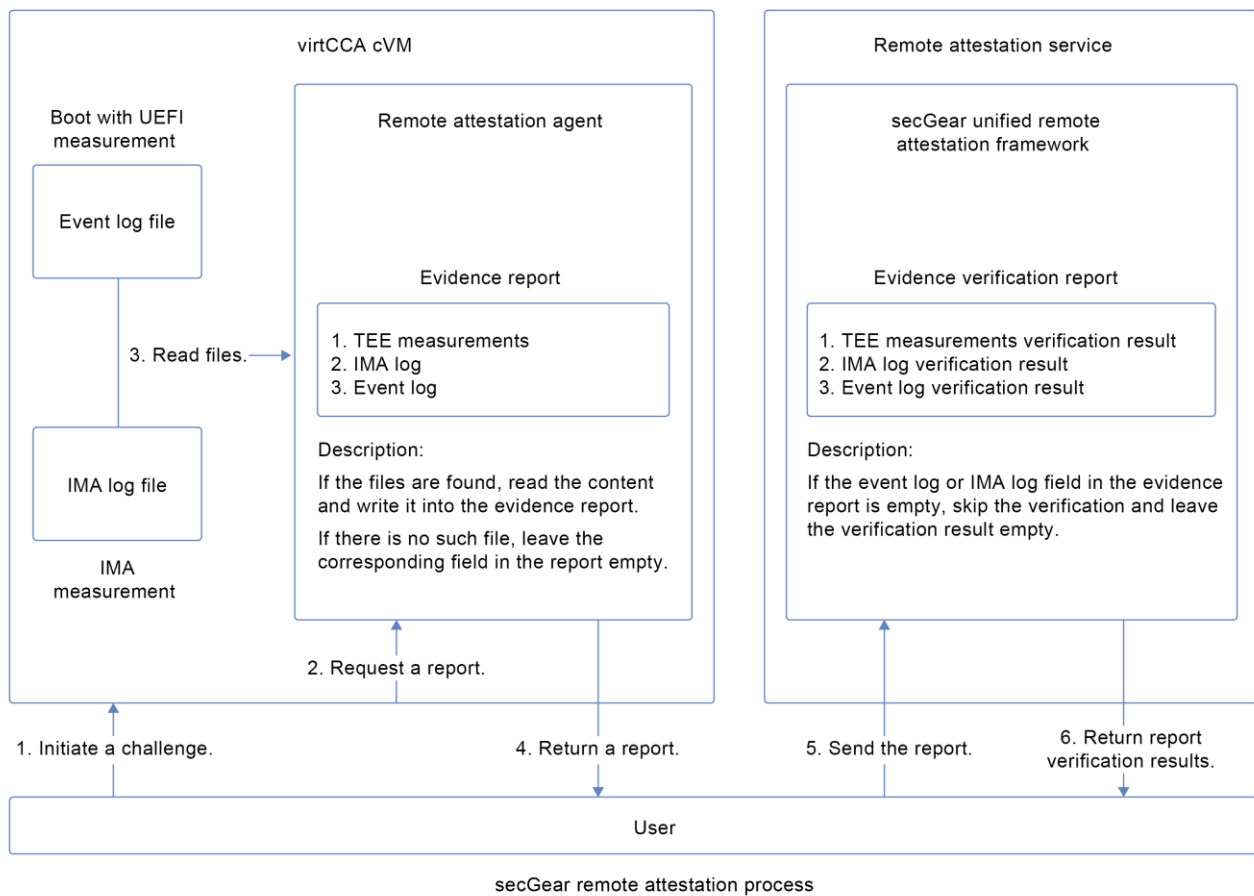 virtCCA cVM
Boot with UEFI
measurement
Event log file
3. Read files.
IMA log file
IMA
measurement
Remote attestation agent
Evidence report
1. TEE measurements
2. IMA log
3. Event log
Description:
If the files are found, read the content
and write it into the evidence report.
If there is no such file, leave the
corresponding field in the report empty.
2. Request a report.
Remote attestation service
secGear unified remote
attestation framework
Evidence verification report
1. TEE measurements verification result
2. IMA log verification result
3. Event log verification result
Description:
If the event log or IMA log field in the evidence
report is empty, skip the verification and leave
the verification result empty.
1. Initiate a challenge.
4. Return a report.
5. Send the report.
6. Return report
verification results.
User
secGear remote attestation process